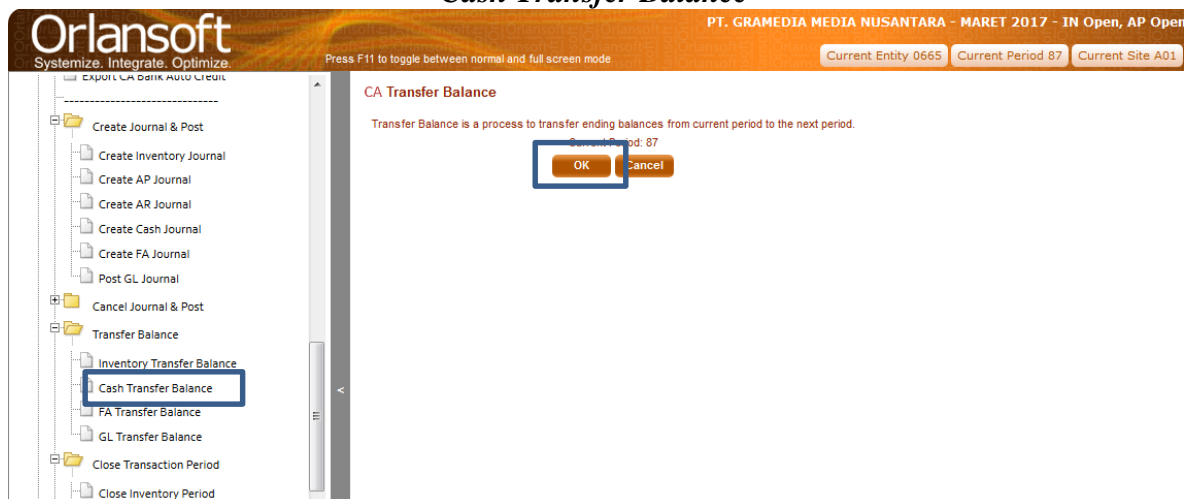 Cash Transfer Balance
Orlansoft
Systemize. Integrate. Optimize.
PT. GRAMEDIA MEDIA NUSANTARA - MARET 2017 - IN Open, AP Open
Press F11 to toggle between normal and full screen mode
Current Entity 0665 Current Period 87 Current Site A01
Export CA Bank Auto Credit
------------------------------
Create Journal & Post
Create Inventory Journal
Create AP Journal
Create AR Journal
Create Cash Journal
Create FA Journal
Post GL Journal
Cancel Journal & Post
Transfer Balance
Inventory Transfer Balance
Cash Transfer Balance
FA Transfer Balance
GL Transfer Balance
Close Transaction Period
Close Inventory Period
<
CA Transfer Balance
Transfer Balance is a process to transfer ending balances from current period to the next period.
Current Period: 87
OK Cancel